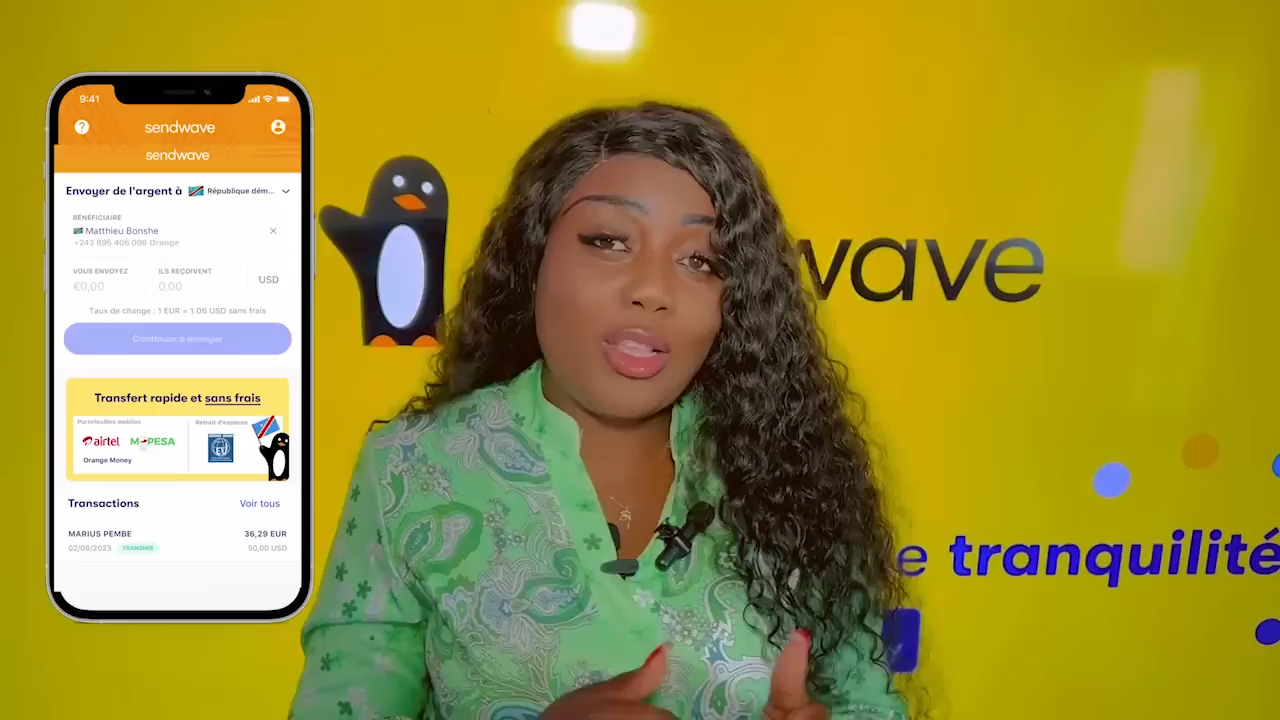 9:41
sendwave
sendwave
Envoyer de l'argent à République dém...
BÉNÉFICIAIRE
Matthieu Bonshe
+243 895 406 096 Orange
VOUS ENVOYEZ ILS REÇOIVENT
€0,00 0,00 USD
Taux de change : 1 EUR = 1.06 USD sans frais
Continuer à envoyer
Transfert rapide et sans frais
Portefeuilles mobiles Retrait d'espèces
airtel M-PESA
Orange Money
Transactions Voir tous
MARIUS PEMBE 36,29 EUR
02/08/2023 TRANSMIS 50,00 USD
wave
e tranquilité